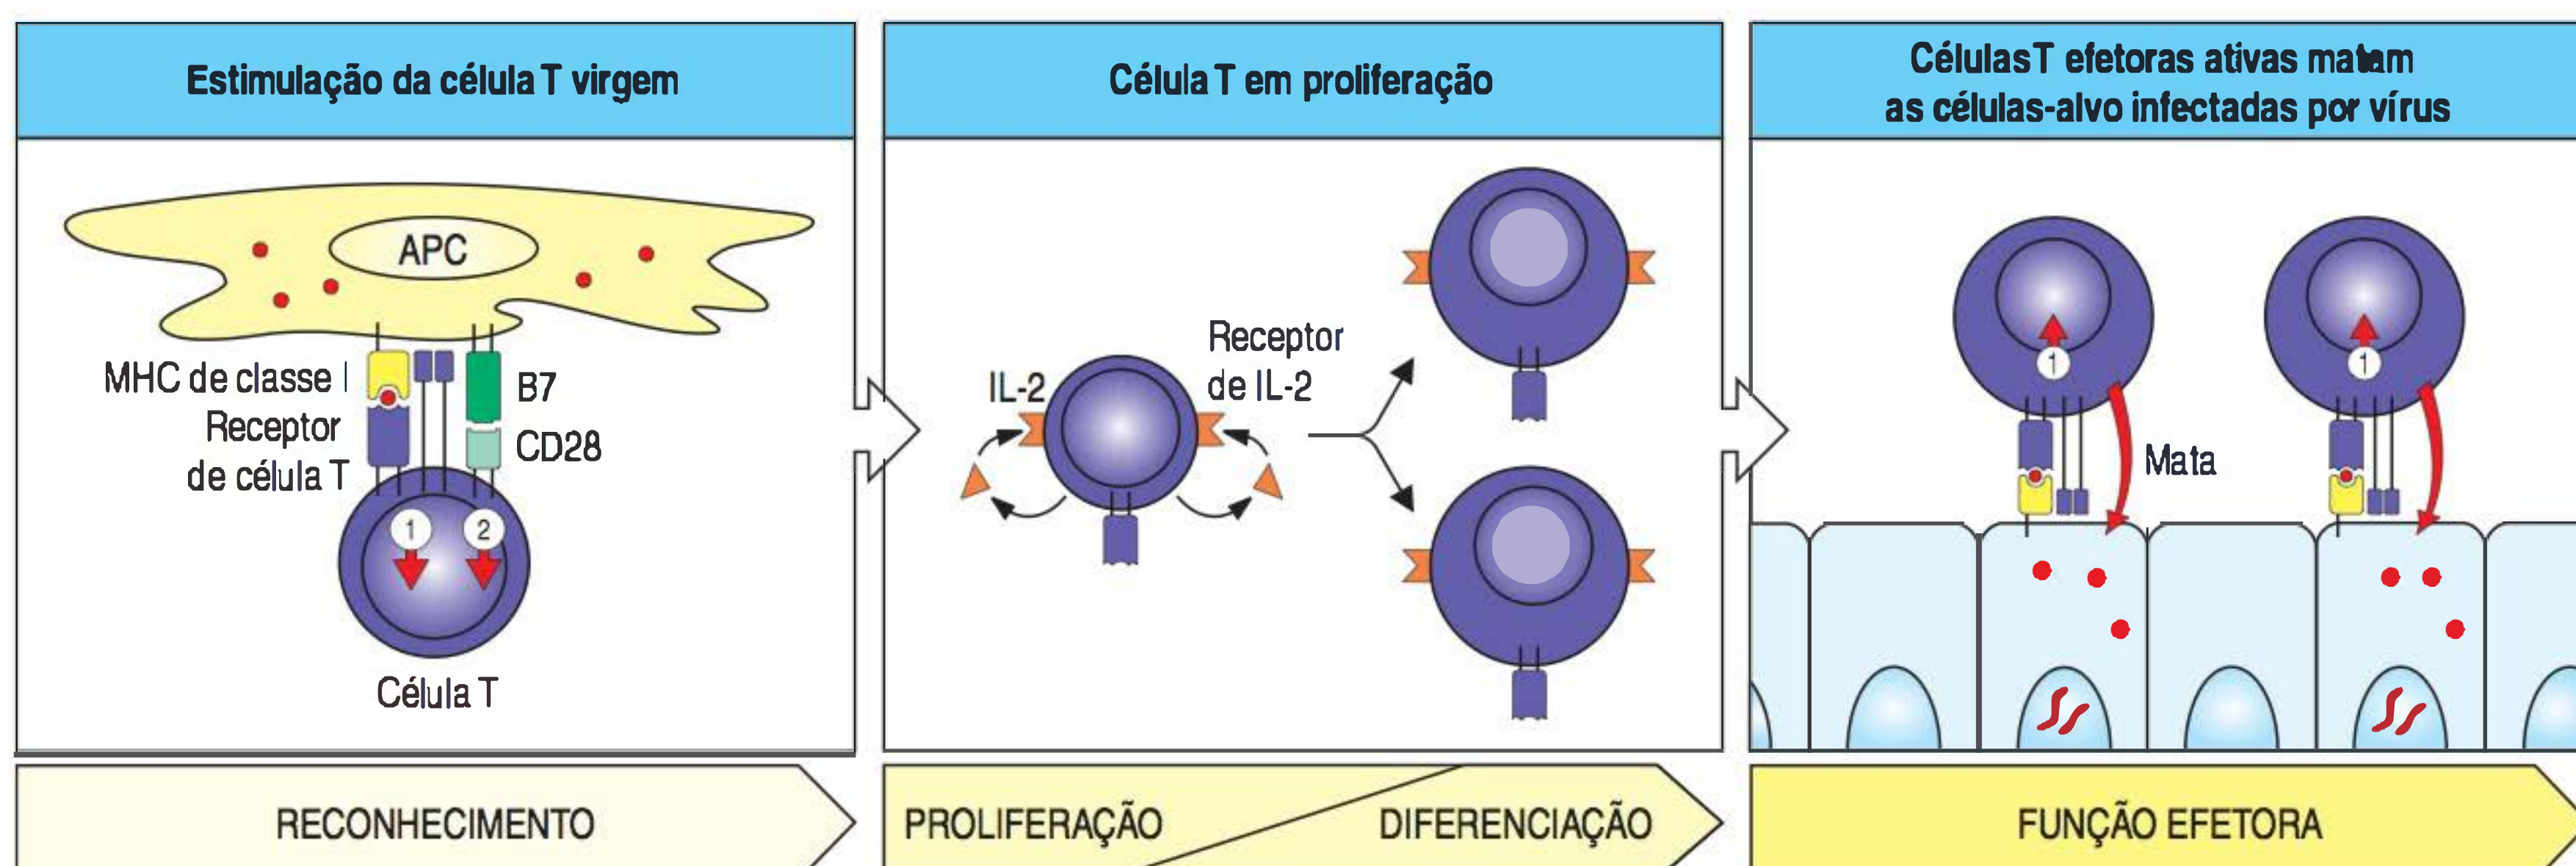 Estimulação da célula T virgem
APC
MHC de classe I
Receptor
de célula T
B7
CD28
1
2
Célula T
RECONHECIMENTO
Célula T em proliferação
IL-2
Receptor
de IL-2
PROLIFERAÇÃO
DIFERENCIAÇÃO
Células T efetoras ativas matam
as células-alvo infectadas por vírus
1
1
Mata
FUNÇÃO EFETORA